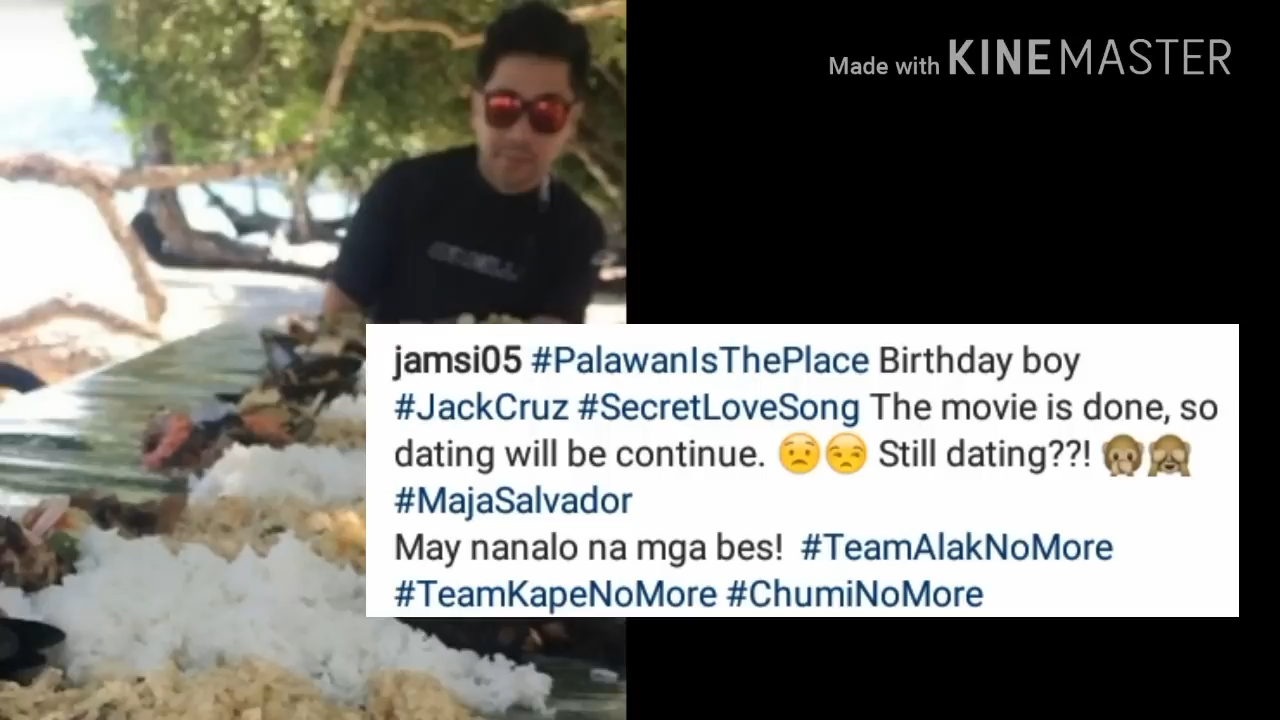 Made with KINEMASTER
jamsi05 #PalawanIsThePlace Birthday boy
#JackCruz #SecretLoveSong The movie is done, so
dating will be continue. 😟😒 Still dating??! 🙊🙈
#MajaSalvador
May nanalo na mga bes! #TeamAlakNoMore
#TeamKapeNoMore #ChumiNoMore